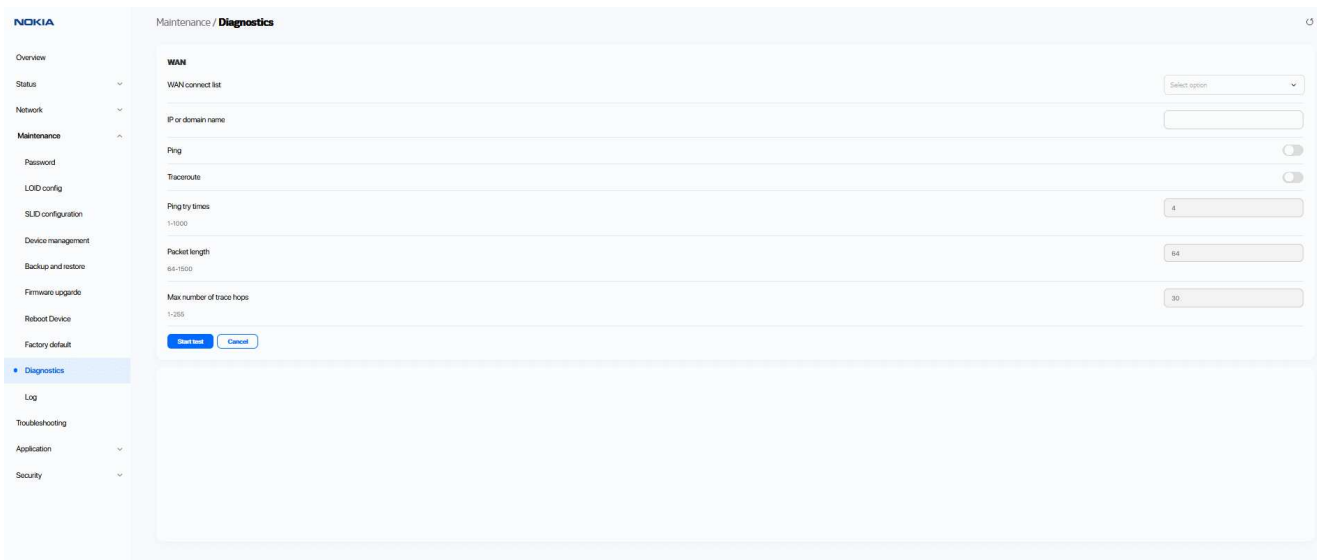 NOKIA
Maintenance / Diagnostics
Overview
Status
Network
Maintenance
Password
LOID config
SLID configuration
Device management
Backup and restore
Firmware upgarde
Reboot Device
Factory default
Diagnostics
Log
Troubleshooting
Application
Security
WAN
WAN connect list
Select option
IP or domain name
Ping
Traceroute
Ping try times
4
1-1000
Packet length
64
64-1500
Max number of trace hops
30
1-255
Start test
Cancel